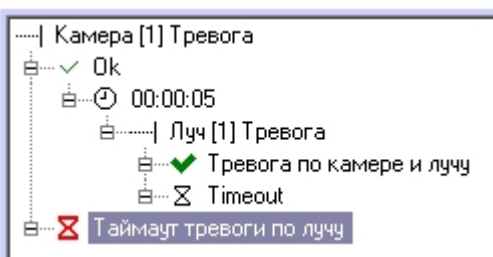 Камера [1] Тревога
Ok
00:00:05
Луч [1] Тревога
Тревога по камере и лучу
Timeout
Таймаут тревоги по лучу